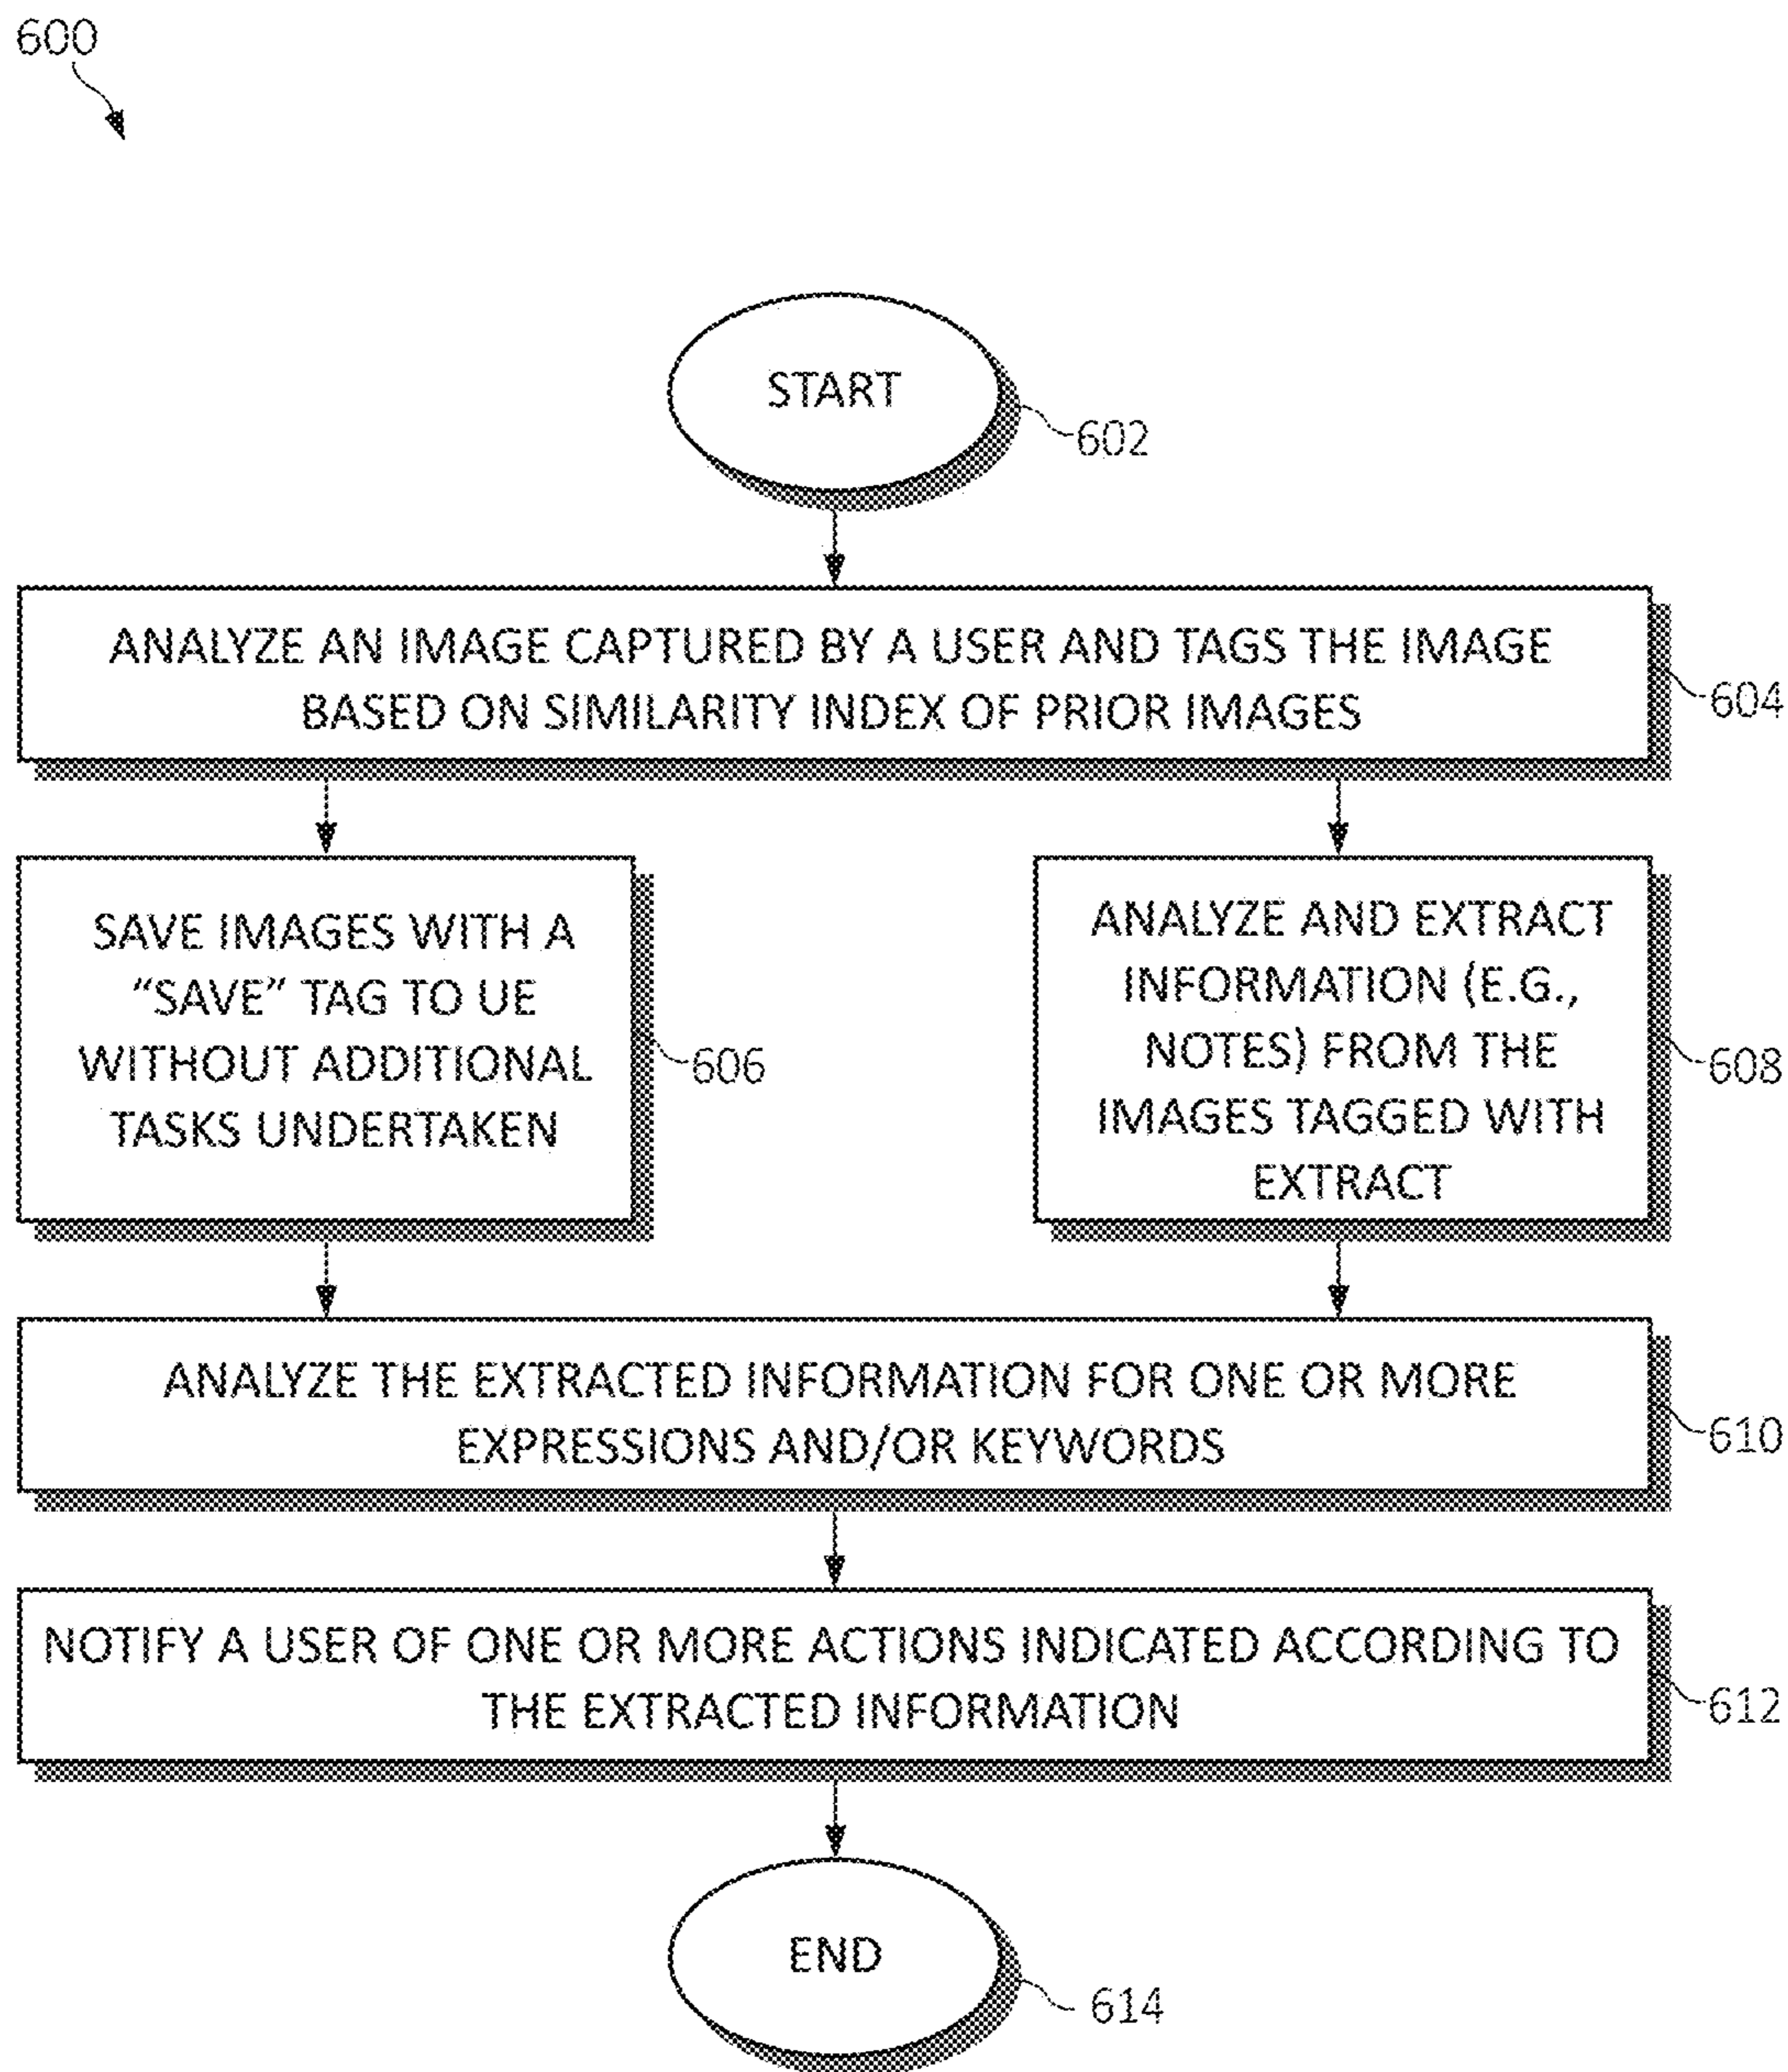 600
START
602
ANALYZE AN IMAGE CAPTURED BY A USER AND TAGS THE IMAGE
BASED ON SIMILARITY INDEX OF PRIOR IMAGES
604
SAVE IMAGES WITH A
“SAVE” TAG TO UE
WITHOUT ADDITIONAL
TASKS UNDERTAKEN
606
ANALYZE AND EXTRACT
INFORMATION (E.G.,
NOTES) FROM THE
IMAGES TAGGED WITH
EXTRACT
608
ANALYZE THE EXTRACTED INFORMATION FOR ONE OR MORE
EXPRESSIONS AND/OR KEYWORDS
610
NOTIFY A USER OF ONE OR MORE ACTIONS INDICATED ACCORDING TO
THE EXTRACTED INFORMATION
612
END
614